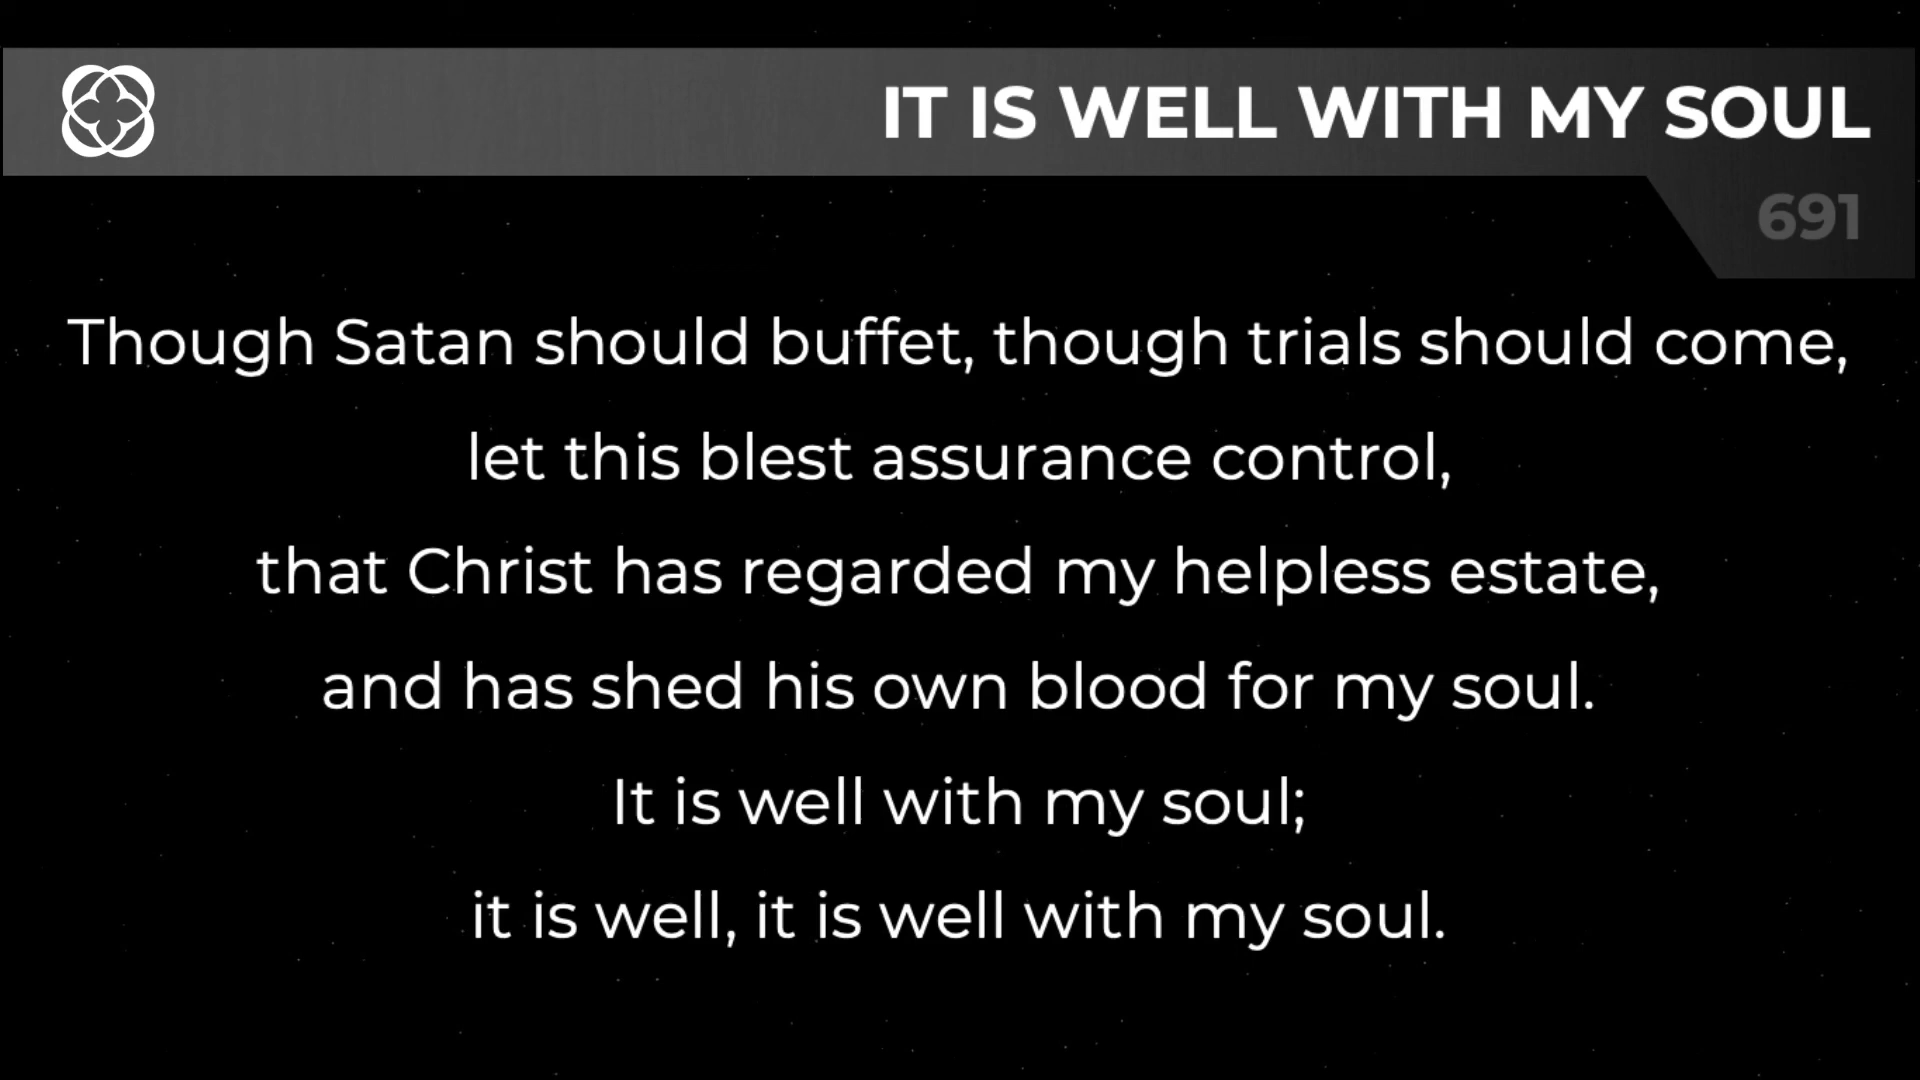 IT IS WELL WITH MY SOUL
691
Though Satan should buffet, though trials should come,
let this blest assurance control,
that Christ has regarded my helpless estate,
and has shed his own blood for my soul.
It is well with my soul;
it is well, it is well with my soul.